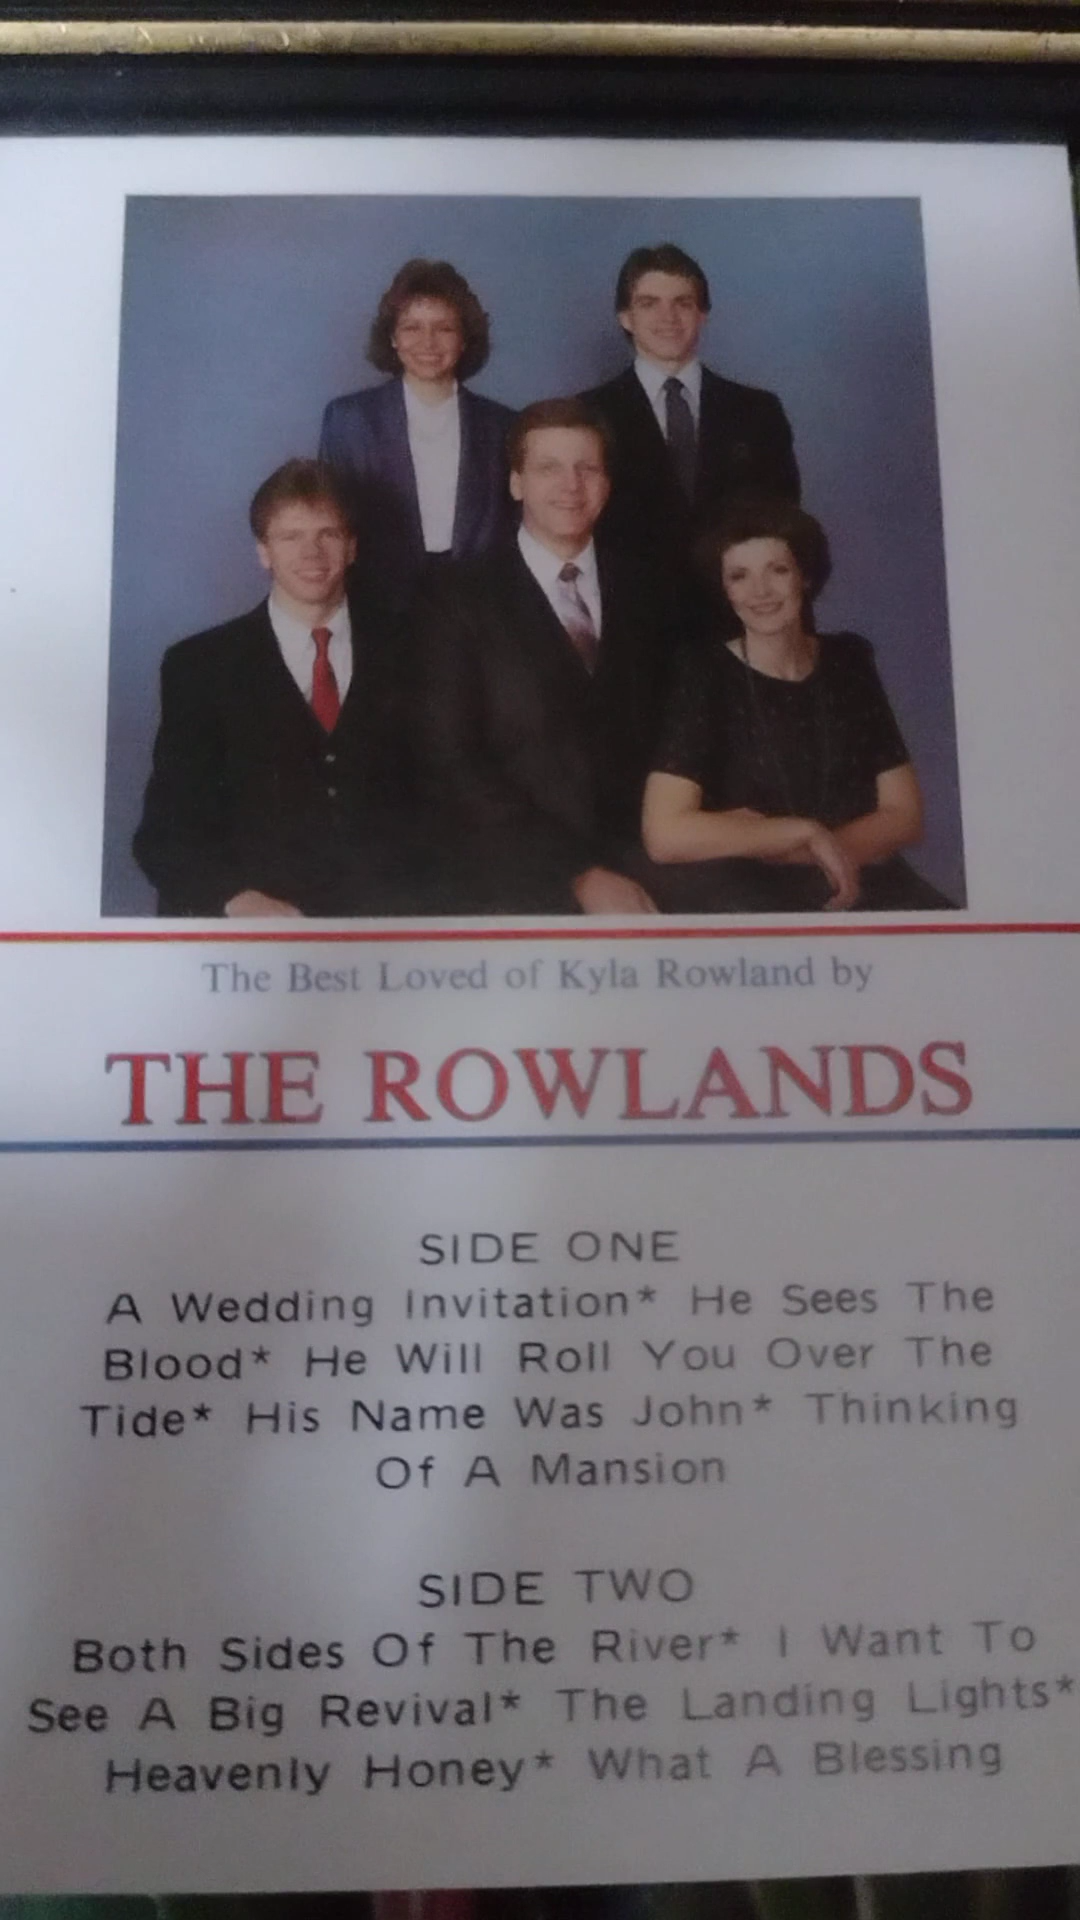 The Best Loved of Kyla Rowland by
THE ROWLANDS
SIDE ONE
A Wedding Invitation* He Sees The
Blood* He Will Roll You Over The
Tide* His Name Was John* Thinking
Of A Mansion
SIDE TWO
Both Sides Of The River* I Want To
See A Big Revival* The Landing Lights*
Heavenly Honey* What A Blessing